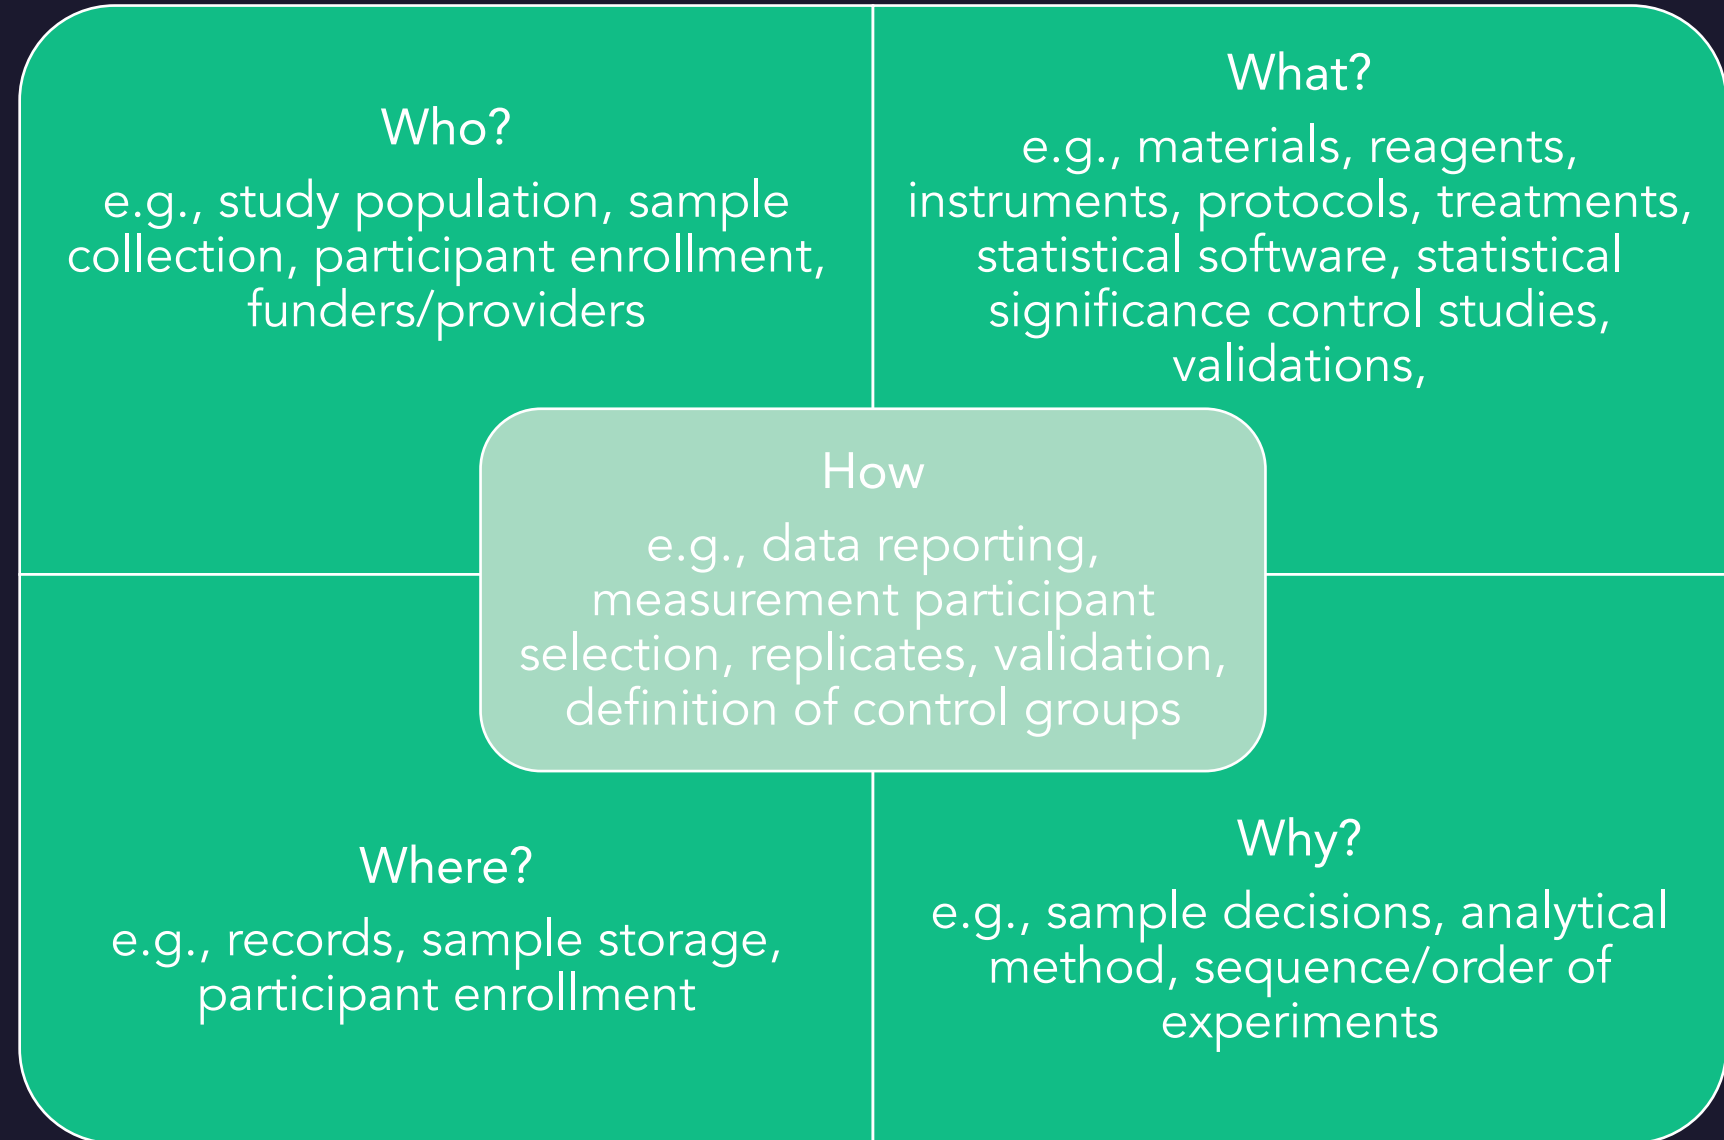 Who?
e.g., study population, sample
collection, participant enrollment,
funders/providers
What?
e.g., materials, reagents,
instruments, protocols, treatments,
statistical software, statistical
significance control studies,
validations,
How
e.g., data reporting,
measurement participant
selection, replicates, validation,
definition of control groups
Where?
e.g., records, sample storage,
participant enrollment
Why?
e.g., sample decisions, analytical
method, sequence/order of
experiments